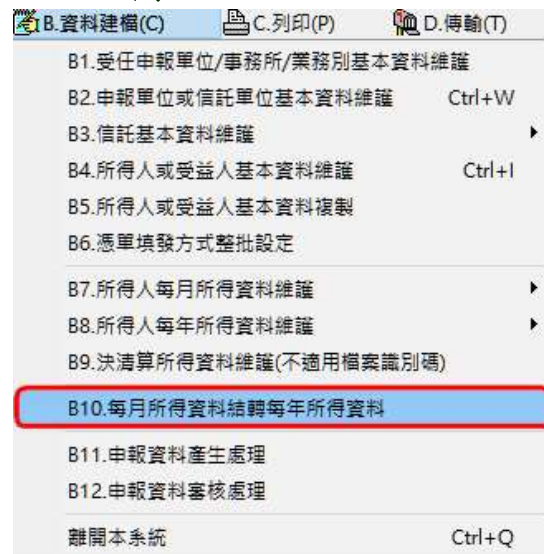 B.資料建檔(C) C.列印(P) D.傳輸(T)
B1.受任申報單位/事務所/業務別基本資料維護
B2.申報單位或信託單位基本資料維護 Ctrl+W
B3.信託基本資料維護
B4.所得人或受益人基本資料維護 Ctrl+I
B5.所得人或受益人基本資料複製
B6.憑單填發方式整批設定
B7.所得人每月所得資料維護
B8.所得人每年所得資料維護
B9.決清算所得資料維護(不適用檔案識別碼)
B10.每月所得資料結轉每年所得資料
B11.申報資料產生處理
B12.申報資料審核處理
離開本系統 Ctrl+Q